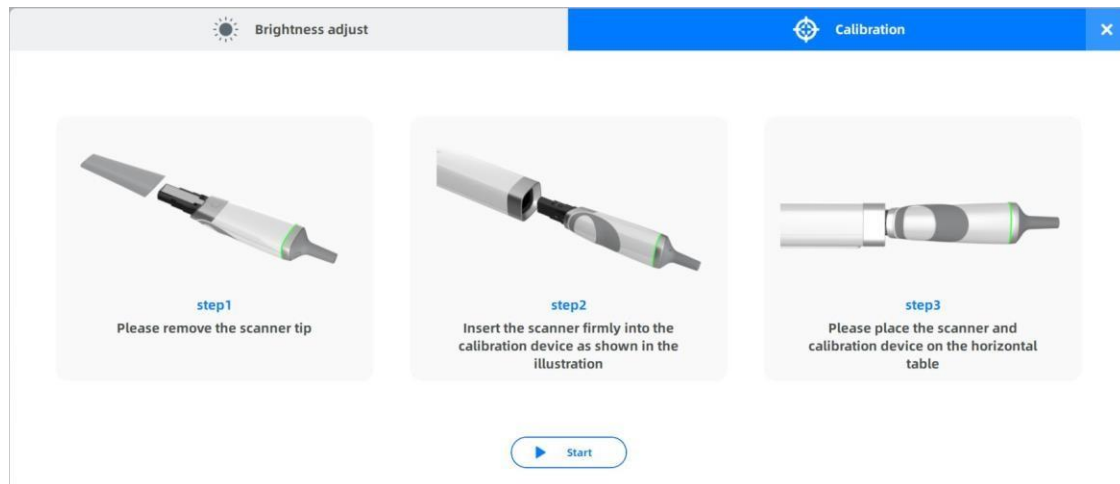 Brightness adjust
Calibration
step1
Please remove the scanner tip
step2
Insert the scanner firmly into the
calibration device as shown in the
illustration
step3
Please place the scanner and
calibration device on the horizontal
table
Start